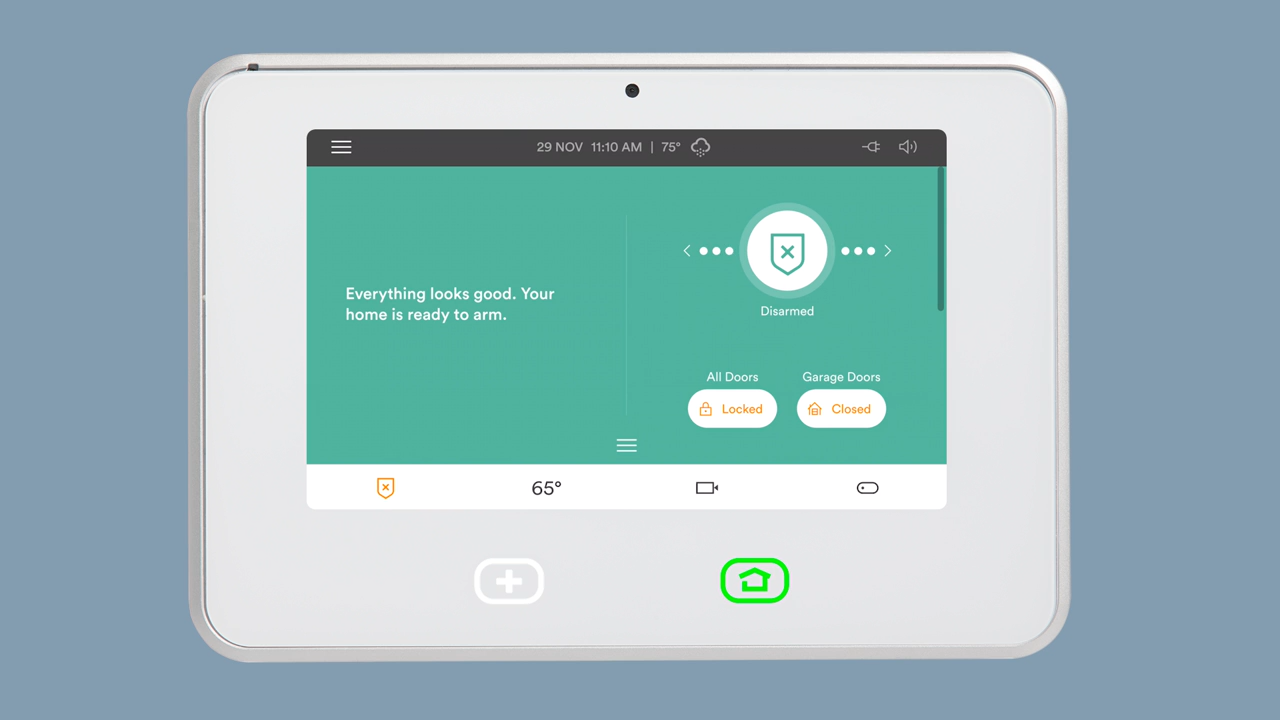 29 NOV 11:10 AM | 75°
Everything looks good. Your
home is ready to arm.
Disarmed
All Doors
Garage Doors
Locked
Closed
65°